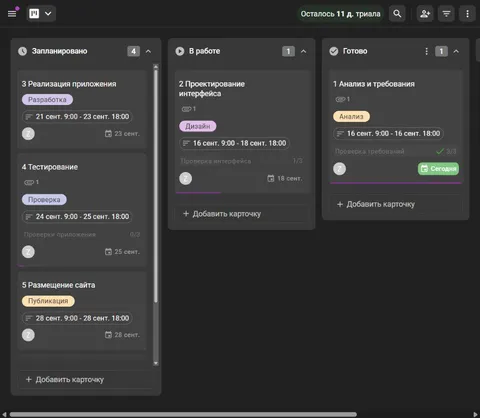 Осталось 11 д. триала
Запланировано
4
3 Реализация приложения
Разработка
21 сент. 9:00 - 23 сент. 18:00
Z
23 сент.
4 Тестирование
1
Проверка
24 сент. 9:00 - 25 сент. 18:00
Проверка приложения
0/3
Z
25 сент.
5 Размещение сайта
Публикация
28 сент. 9:00 - 28 сент. 18:00
Z
28 сент.
+ Добавить карточку
В работе
1
2 Проектирование
интерфейса
1
Дизайн
16 сент. 9:00 - 18 сент. 18:00
Проверка интерфейса
1/3
Z
18 сент.
+ Добавить карточку
Готово
1
1 Анализ и требования
1
Анализ
16 сент. 9:00 - 16 сент. 18:00
Проверка требований
3/3
Z
Сегодня
+ Добавить карточку